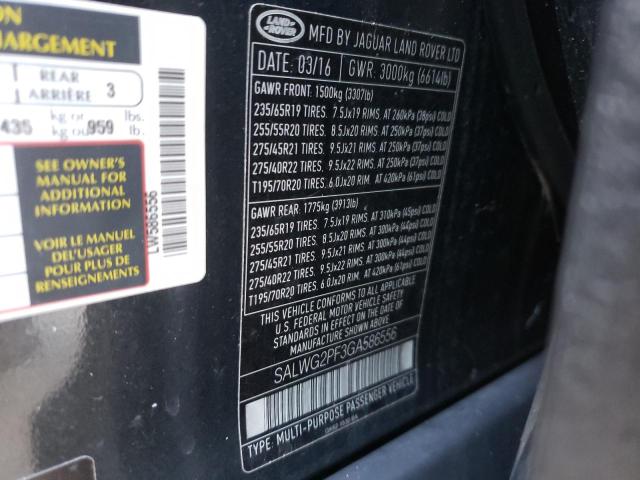 ON
HARGEMENT
REAR
ARRIÈRE 3
435 kg or ou 959 lbs. lb
SEE OWNER'S
MANUAL FOR
ADDITIONAL
INFORMATION
VOIR LE MANUEL
DEL'USAGER
POUR PLUS DE
RENSEIGNEMENTS
LW586556
LAND ROVER
MFD BY JAGUAR LAND ROVER LTD
DATE: 03/16 GWR: 3000kg (6614lb)
GAWR FRONT: 1500kg (3307lb)
235/65R19 TIRES. 7.5Jx19 RIMS. AT 260kPa (38psi) COLD
255/55R20 TIRES. 8.5Jx20 RIMS. AT 250kPa (37psi) COLD
275/45R21 TIRES. 9.5Jx21 RIMS. AT 250kPa (37psi) COLD
275/40R22 TIRES. 9.5Jx22 RIMS. AT 250kPa (37psi) COLD
T195/70R20 TIRES. 6.0Jx20 RIM. AT 420kPa (61psi) COLD
GAWR REAR: 1775kg (3913lb)
235/65R19 TIRES. 7.5Jx19 RIMS. AT 310kPa (45psi) COLD
255/55R20 TIRES. 8.5Jx20 RIMS. AT 300kPa (44psi) COLD
275/45R21 TIRES. 9.5Jx21 RIMS. AT 300kPa (44psi) COLD
275/40R22 TIRES. 9.5Jx22 RIMS. AT 300kPa (44psi) COLD
T195/70R20 TIRES. 6.0Jx20 RIM. AT 420kPa (61psi) COLD
THIS VEHICLE CONFORMS TO ALL APPLICABLE
U.S. FEDERAL MOTOR VEHICLE SAFETY
STANDARDS IN EFFECT ON THE DATE OF
MANUFACTURE SHOWN ABOVE.
SALWG2PF3GA586556
TYPE: MULTI-PURPOSE PASSENGER VEHICLE